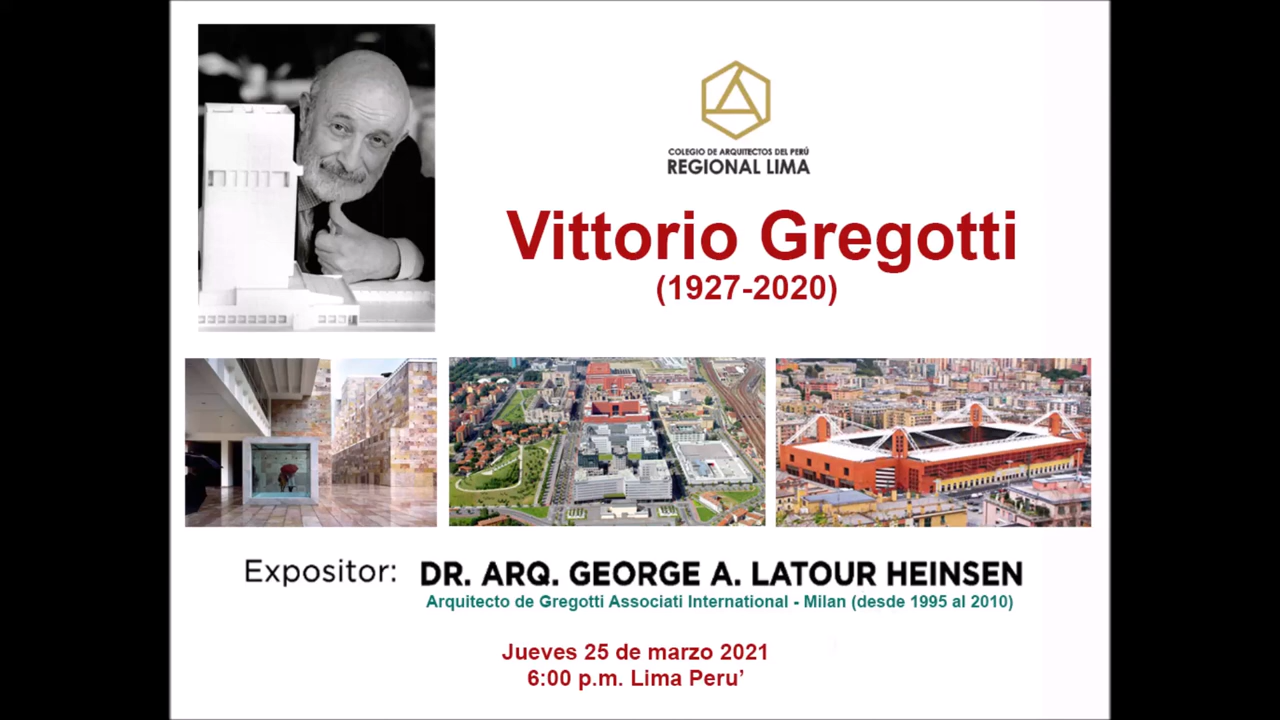 COLEGIO DE ARQUITECTOS DEL PERÚ
REGIONAL LIMA
Vittorio Gregotti
(1927-2020)
Expositor: DR. ARQ. GEORGE A. LATOUR HEINSEN
Arquitecto de Gregotti Associati International - Milan (desde 1995 al 2010)
Jueves 25 de marzo 2021
6:00 p.m. Lima Peru’